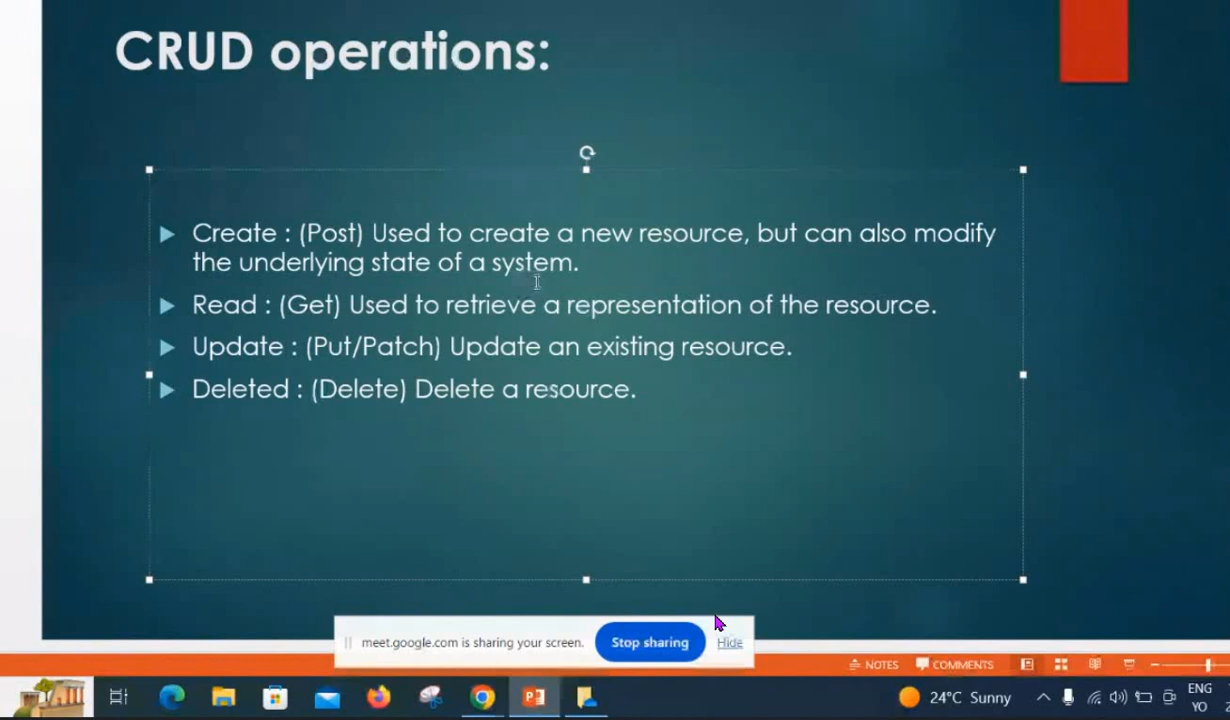 CRUD operations:
Create : (Post) Used to create a new resource, but can also modify
the underlying state of a system.
Read : (Get) Used to retrieve a representation of the resource.
Update : (Put/Patch) Update an existing resource.
Deleted : (Delete) Delete a resource.
meet.google.com is sharing your screen. Stop sharing Hide
NOTES COMMENTS
24°C Sunny
ENG
YO